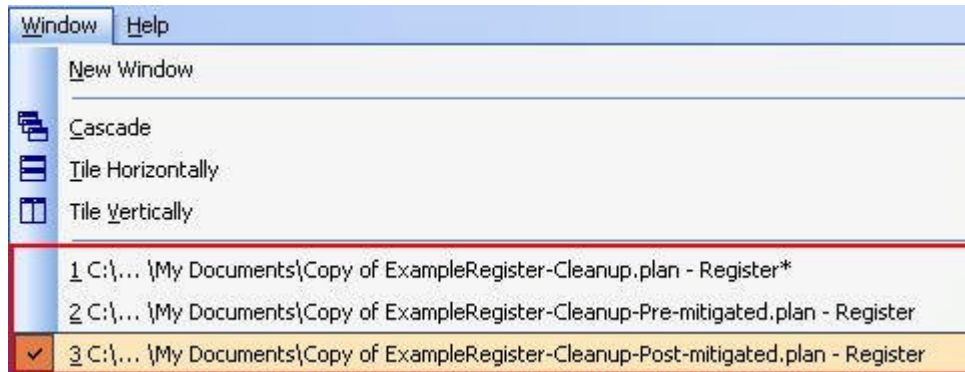 Window Help
New Window
Cascade
Tile Horizontally
Tile Vertically
1 C:\... \My Documents\Copy of ExampleRegister-Cleanup.plan - Register*
2 C:\... \My Documents\Copy of ExampleRegister-Cleanup-Pre-mitigated.plan - Register
3 C:\... \My Documents\Copy of ExampleRegister-Cleanup-Post-mitigated.plan - Register